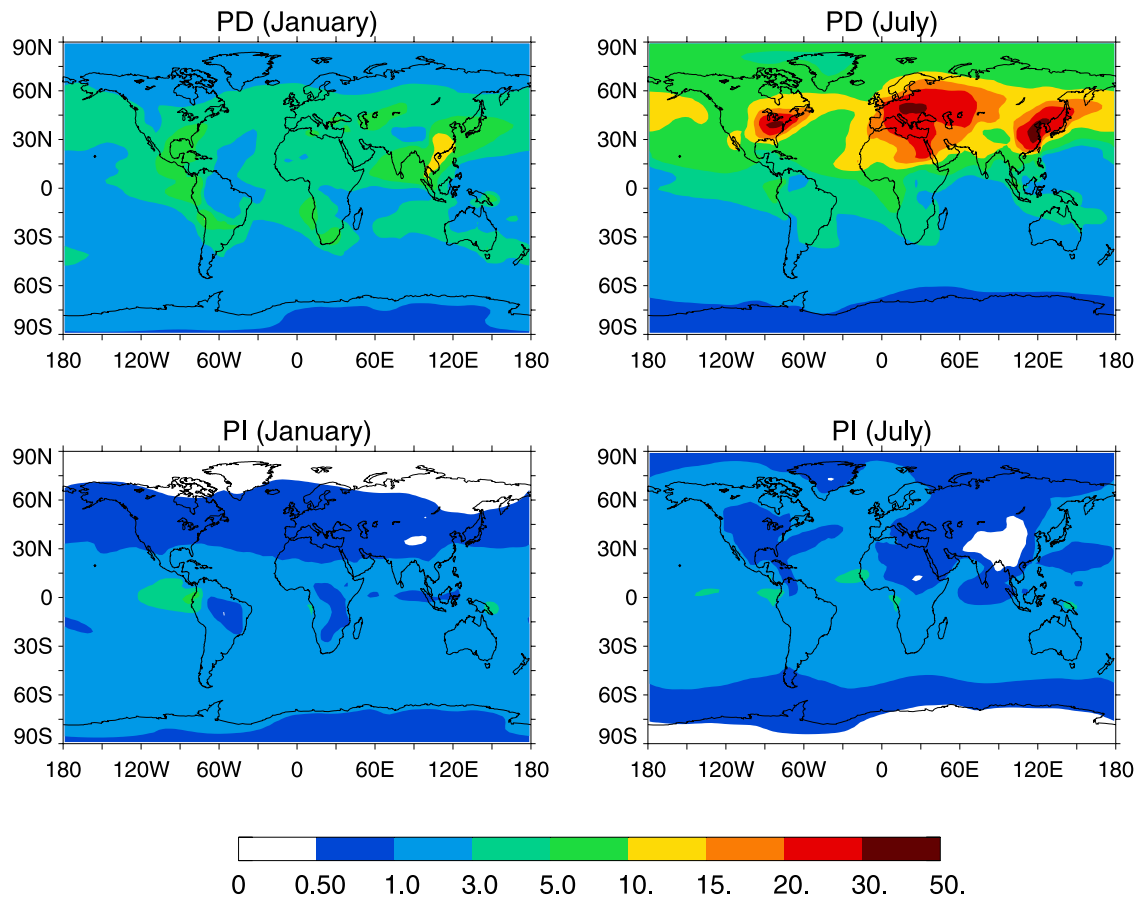 PD (January)
90N
60N
30N
0
30S
60S
90S
180 120W 60W 0 60E 120E 180
PD (July)
90N
60N
30N
0
30S
60S
90S
180 120W 60W 0 60E 120E 180
PI (January)
90N
60N
30N
0
30S
60S
90S
180 120W 60W 0 60E 120E 180
PI (July)
90N
60N
30N
0
30S
60S
90S
180 120W 60W 0 60E 120E 180
0 0.50 1.0 3.0 5.0 10. 15. 20. 30. 50.